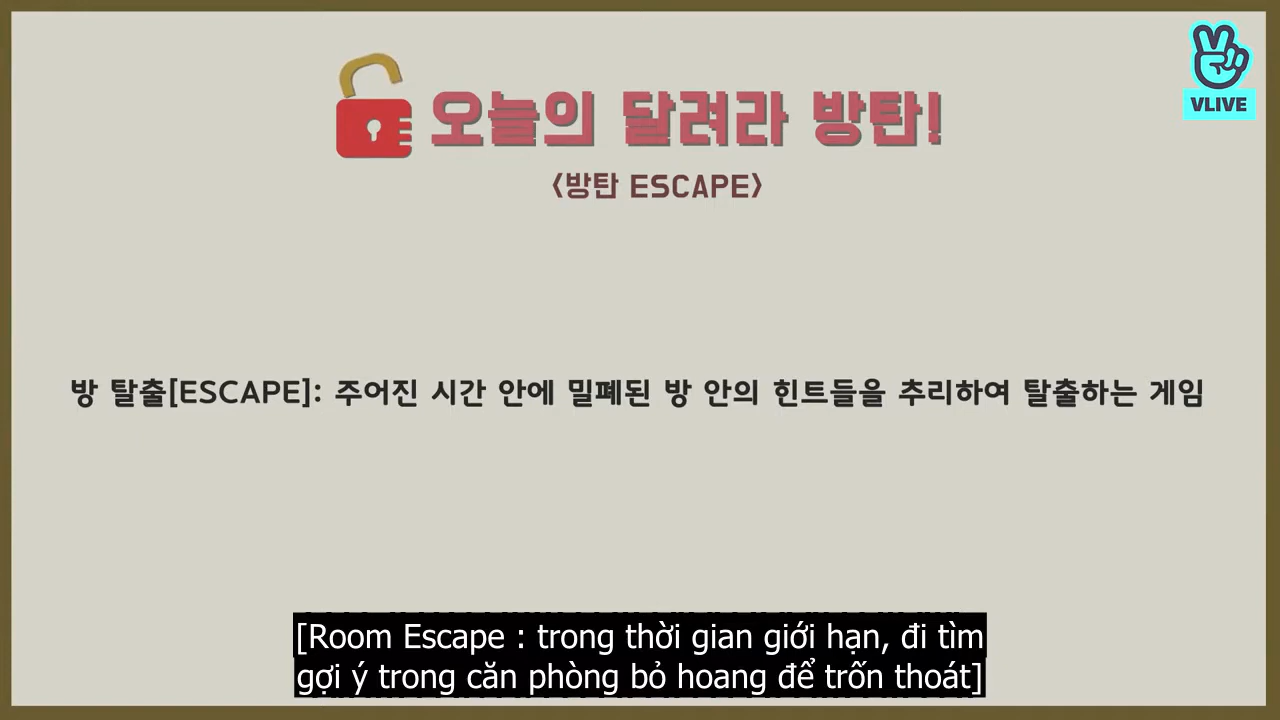 오늘의 달려라 방탄!
VLIVE
<방탄 ESCAPE>
방 탈출[ESCAPE]: 주어진 시간 안에 밀폐된 방 안의 힌트들을 추리하여 탈출하는 게임
[Room Escape : trong thời gian giới hạn, đi tìm
gợi ý trong căn phòng bỏ hoang để trốn thoát]